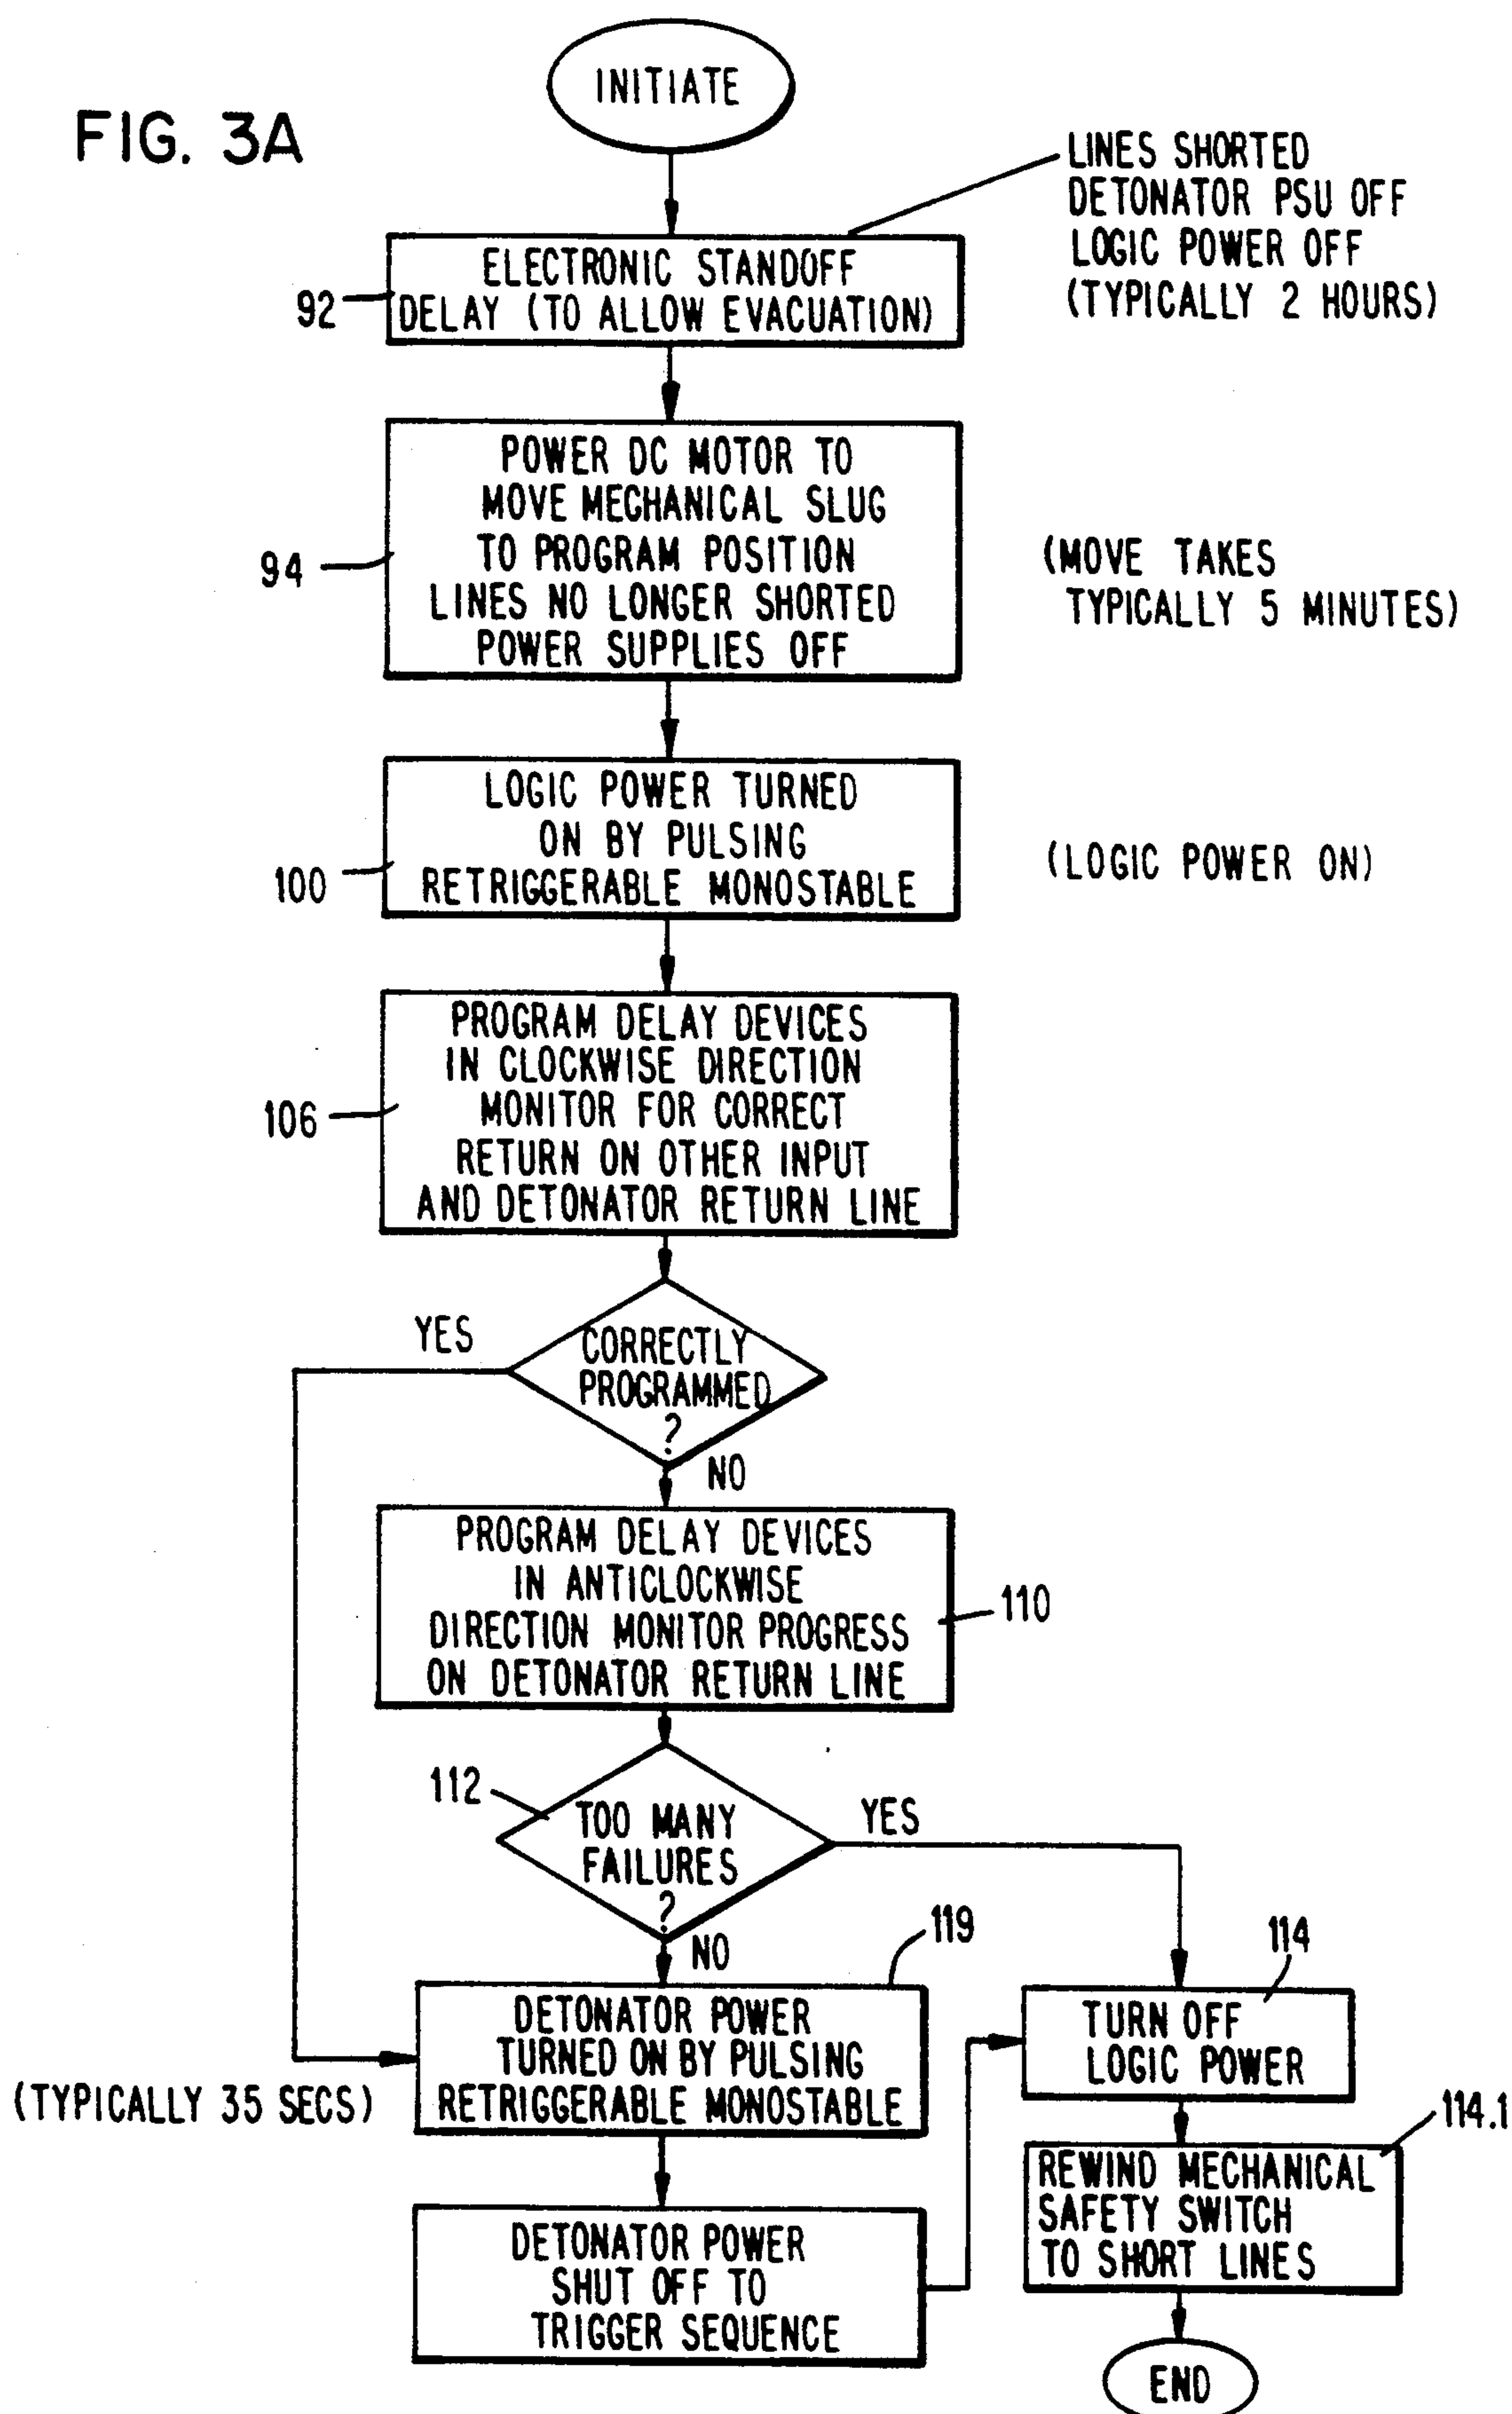 FIG. 3A
INITIATE
LINES SHORTED
DETONATOR PSU OFF
LOGIC POWER OFF
(TYPICALLY 2 HOURS)
92
ELECTRONIC STANDOFF
DELAY (TO ALLOW EVACUATION)
94
POWER DC MOTOR TO
MOVE MECHANICAL SLUG
TO PROGRAM POSITION
LINES NO LONGER SHORTED
POWER SUPPLIES OFF
(MOVE TAKES
TYPICALLY 5 MINUTES)
100
LOGIC POWER TURNED
ON BY PULSING
RETRIGGERABLE MONOSTABLE
(LOGIC POWER ON)
106
PROGRAM DELAY DEVICES
IN CLOCKWISE DIRECTION
MONITOR FOR CORRECT
RETURN ON OTHER INPUT
AND DETONATOR RETURN LINE
YES
CORRECTLY
PROGRAMMED
?
NO
PROGRAM DELAY DEVICES
IN ANTICLOCKWISE
DIRECTION MONITOR PROGRESS
ON DETONATOR RETURN LINE
110
112
TOO MANY
FAILURES
?
YES
NO
119
DETONATOR POWER
TURNED ON BY PULSING
RETRIGGERABLE MONOSTABLE
(TYPICALLY 35 SECS)
114
TURN OFF
LOGIC POWER
114.1
REWIND MECHANICAL
SAFETY SWITCH
TO SHORT LINES
DETONATOR POWER
SHUT OFF TO
TRIGGER SEQUENCE
END